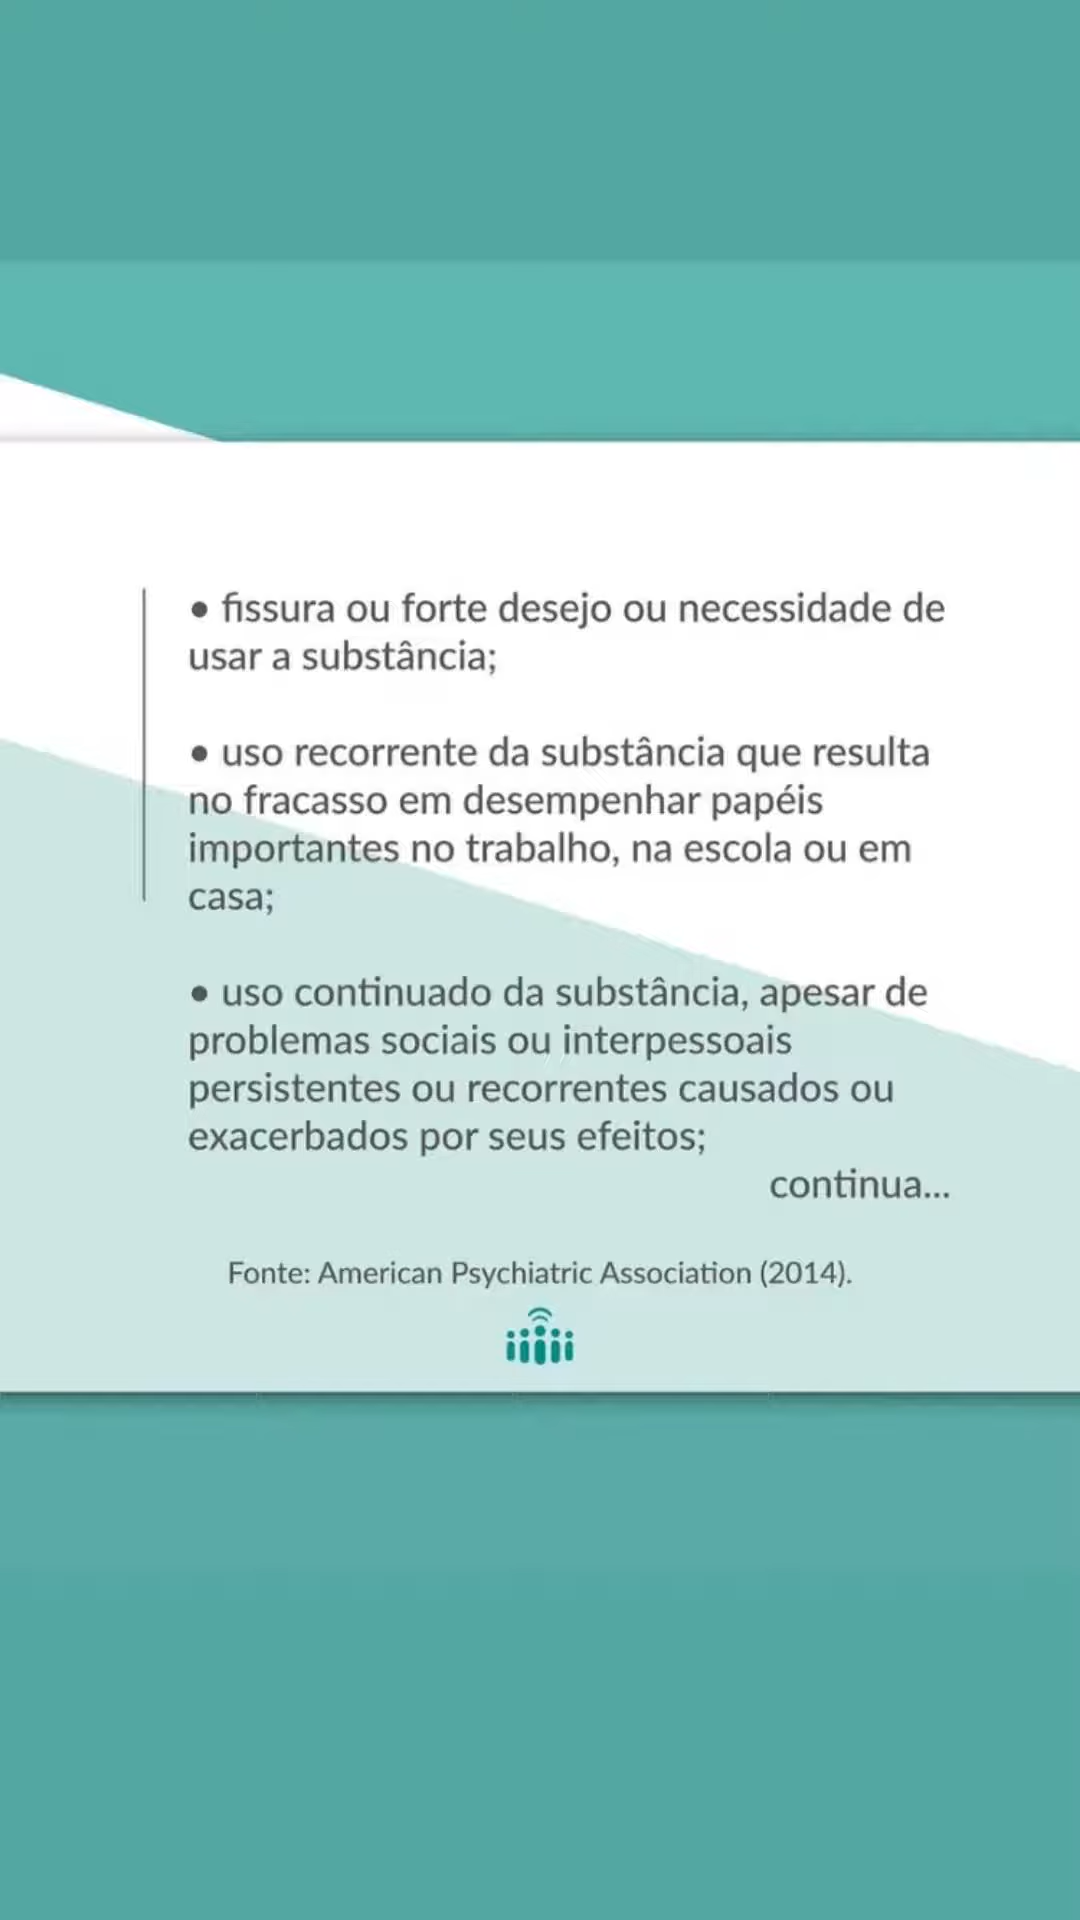 • fissura ou forte desejo ou necessidade de
usar a substância;
• uso recorrente da substância que resulta
no fracasso em desempenhar papéis
importantes no trabalho, na escola ou em
casa;
• uso continuado da substância, apesar de
problemas sociais ou interpessoais
persistentes ou recorrentes causados ou
exacerbados por seus efeitos;
continua...
Fonte: American Psychiatric Association (2014).